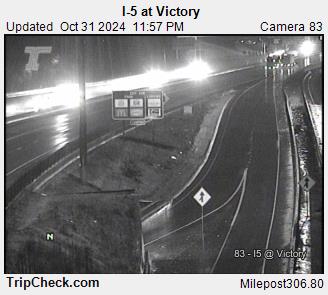 I-5 at Victory
Updated  Oct 31 2024  11:57 PM
Camera 83
N
83 - I5 @ Victory
TripCheck.com
Milepost306.80